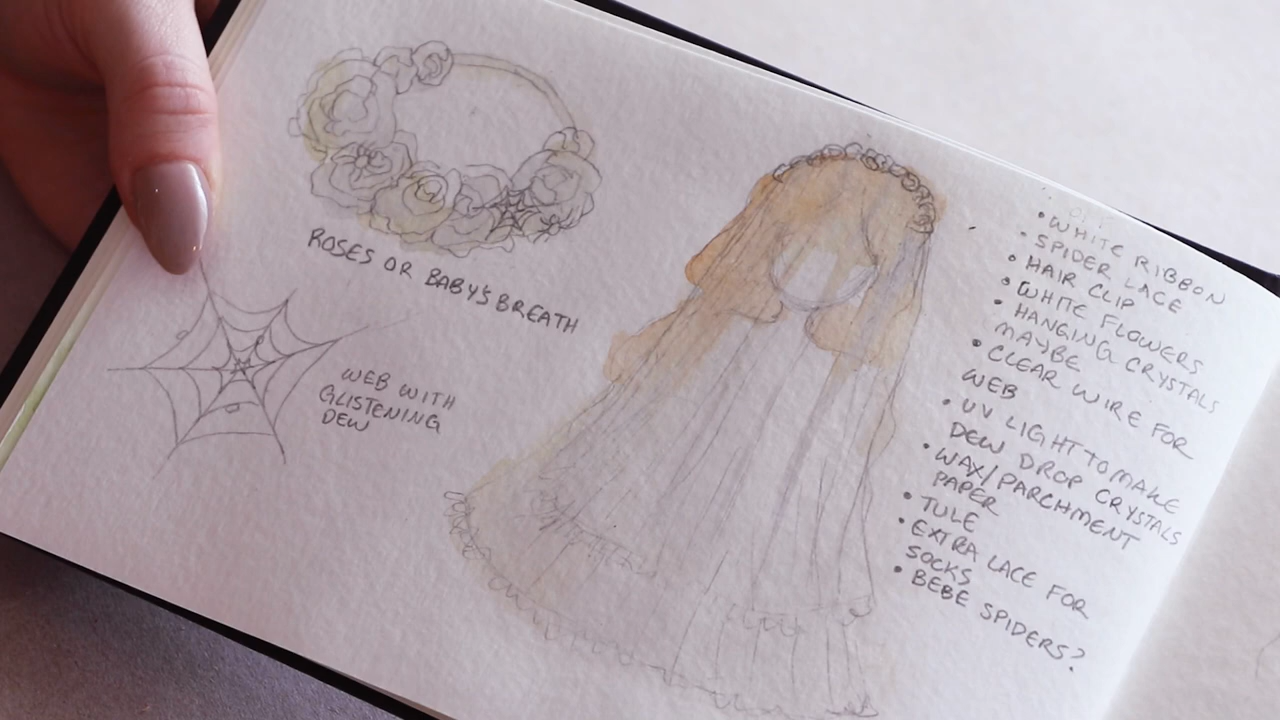 ROSES OR BABY'S BREATH
WEB WITH
GLISTENING
DEW
• WHITE RIBBON
• SPIDER LACE
• HAIR CLIP
• WHITE FLOWERS
• HANGING CRYSTALS
MAYBE
• CLEAR WIRE FOR
WEB
• UV LIGHT TO MAKE
DEW DROP CRYSTALS
• WAX/PARCHMENT
PAPER
• TULE
• EXTRA LACE FOR
SOCKS
• BEBE SPIDERS?